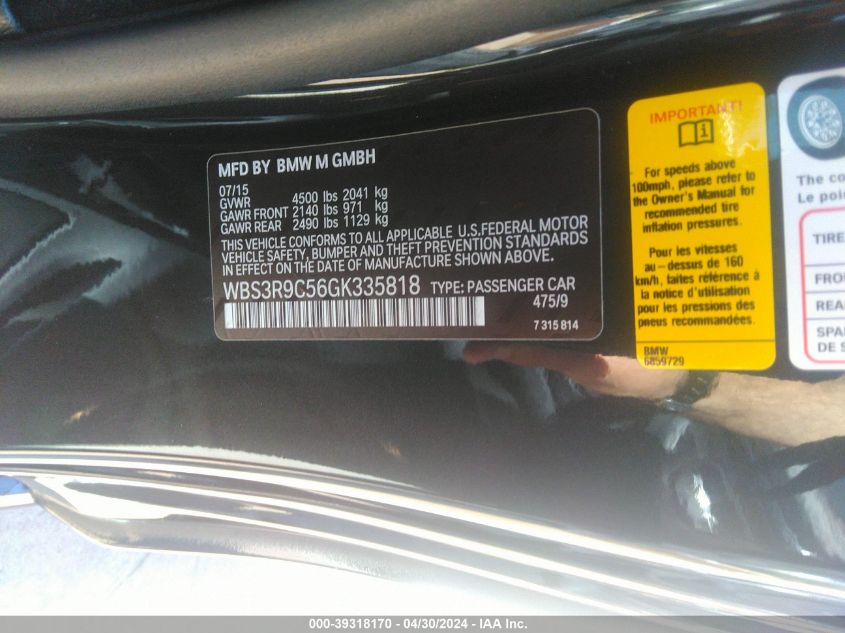 MFD BY BMW M GMBH
07/15
GVWR 4500 lbs 2041 kg
GAWR FRONT 2140 lbs 971 kg
GAWR REAR 2490 lbs 1129 kg
THIS VEHICLE CONFORMS TO ALL APPLICABLE U.S.FEDERAL MOTOR
VEHICLE SAFETY, BUMPER AND THEFT PREVENTION STANDARDS
IN EFFECT ON THE DATE OF MANUFACTURE SHOWN ABOVE.
WBS3R9C56GK335818 TYPE: PASSENGER CAR
475/9
7 315 814
IMPORTANT!
For speeds above
100mph, please refer to
the Owner's Manual for
recommended tire
inflation pressures.
Pour les vitesses
au-dessus de 160
km/h, faites référence à
la notice d'utilisation
pour les pressions des
pneus recommandées.
BMW
6859729
The co
Le poi
TIRE
FRO
REA
SPA
DE S
000-39318170 - 04/30/2024 - IAA Inc.